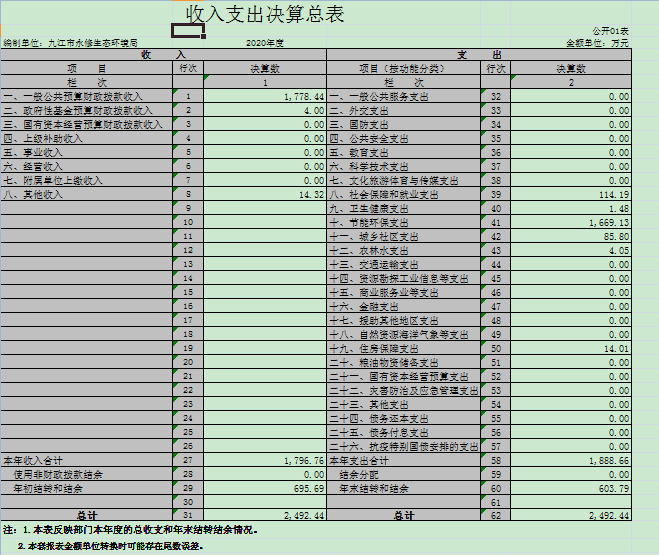 收入支出决算总表
公开01表
编制单位：九江市永修生态环境局 2020年度 金额单位：万元
收 入 支 出
项 目 行次 决算数 项目（按功能分类） 行次 决算数
栏 次 1 栏 次 2
一、一般公共预算财政拨款收入 1 1,778.44 一、一般公共服务支出 32 0.00
二、政府性基金预算财政拨款收入 2 4.00 二、外交支出 33 0.00
三、国有资本经营预算财政拨款收入 3 0.00 三、国防支出 34 0.00
四、上级补助收入 4 0.00 四、公共安全支出 35 0.00
五、事业收入 5 0.00 五、教育支出 36 0.00
六、经营收入 6 0.00 六、科学技术支出 37 0.00
七、附属单位上缴收入 7 0.00 七、文化旅游体育与传媒支出 38 0.00
八、其他收入 8 14.32 八、社会保障和就业支出 39 114.19
9 九、卫生健康支出 40 1.48
10 十、节能环保支出 41 1,669.13
11 十一、城乡社区支出 42 85.80
12 十二、农林水支出 43 4.05
13 十三、交通运输支出 44 0.00
14 十四、资源勘探工业信息等支出 45 0.00
15 十五、商业服务业等支出 46 0.00
16 十六、金融支出 47 0.00
17 十七、援助其他地区支出 48 0.00
18 十八、自然资源海洋气象等支出 49 0.00
19 十九、住房保障支出 50 14.01
20 二十、粮油物资储备支出 51 0.00
21 二十一、国有资本经营预算支出 52 0.00
22 二十二、灾害防治及应急管理支出 53 0.00
23 二十三、其他支出 54 0.00
24 二十四、债务还本支出 55 0.00
25 二十五、债务付息支出 56 0.00
26 二十六、抗疫特别国债安排的支出 57 0.00
本年收入合计 27 1,796.76 本年支出合计 58 1,888.66
使用非财政拨款结余 28 0.00 结余分配 59 0.00
年初结转和结余 29 695.69 年末结转和结余 60 603.79
30 61
总计 31 2,492.44 总计 62 2,492.44
注：1.本表反映部门本年度的总收支和年末结转结余情况。
2.本套报表金额单位转换时可能存在尾数误差。